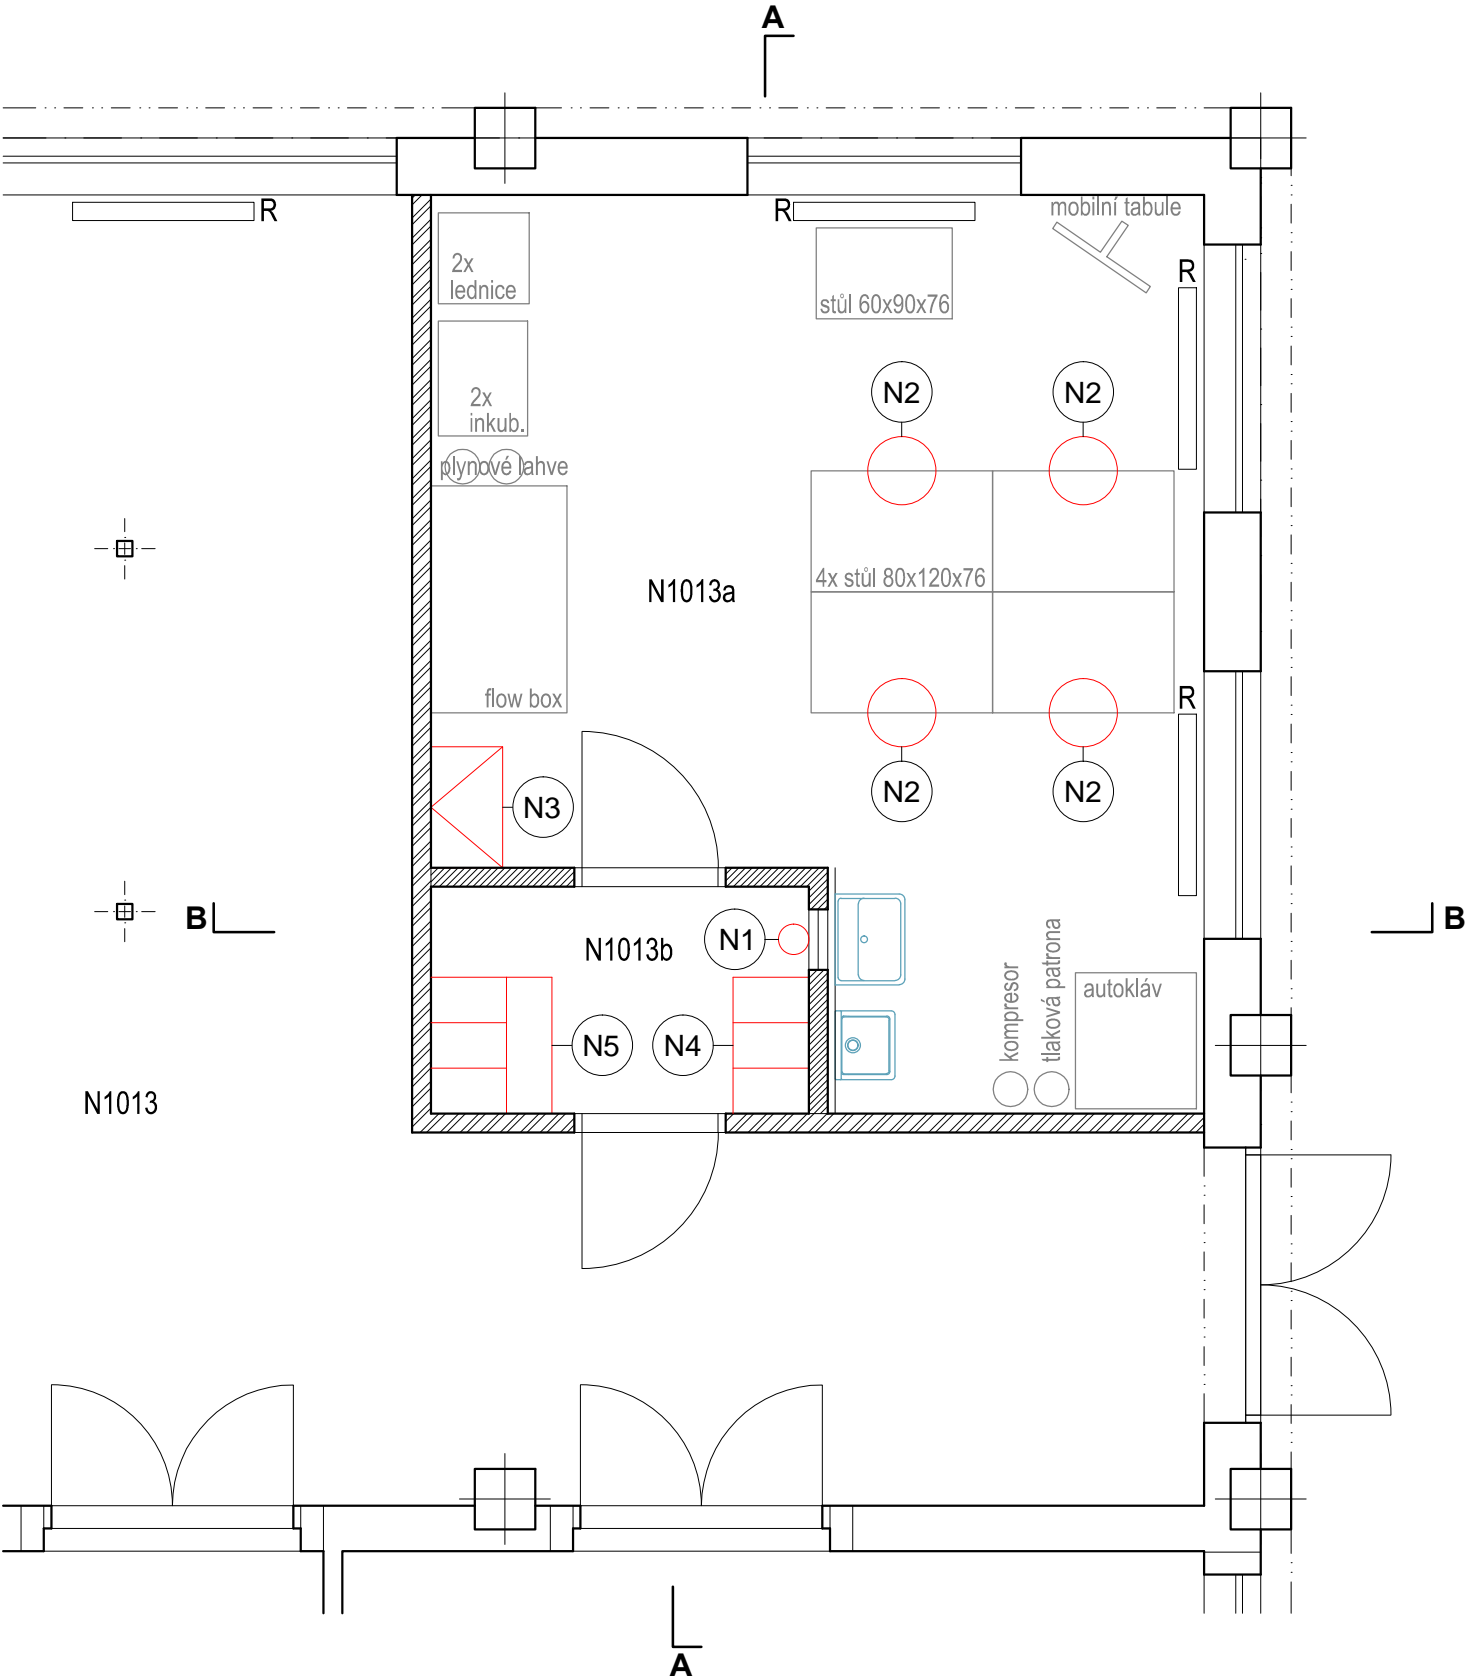 A
R
R
mobilní tabule
2x
lednice
R
stůl 60x90x76
2x
inkub.
N2
N2
plynové lahve
4x stůl 80x120x76
N1013a
flow box
R
N3
N2
N2
B
B
N1013b
N1
kompresor
tlaková patrona
autokláv
N5
N4
N1013
A